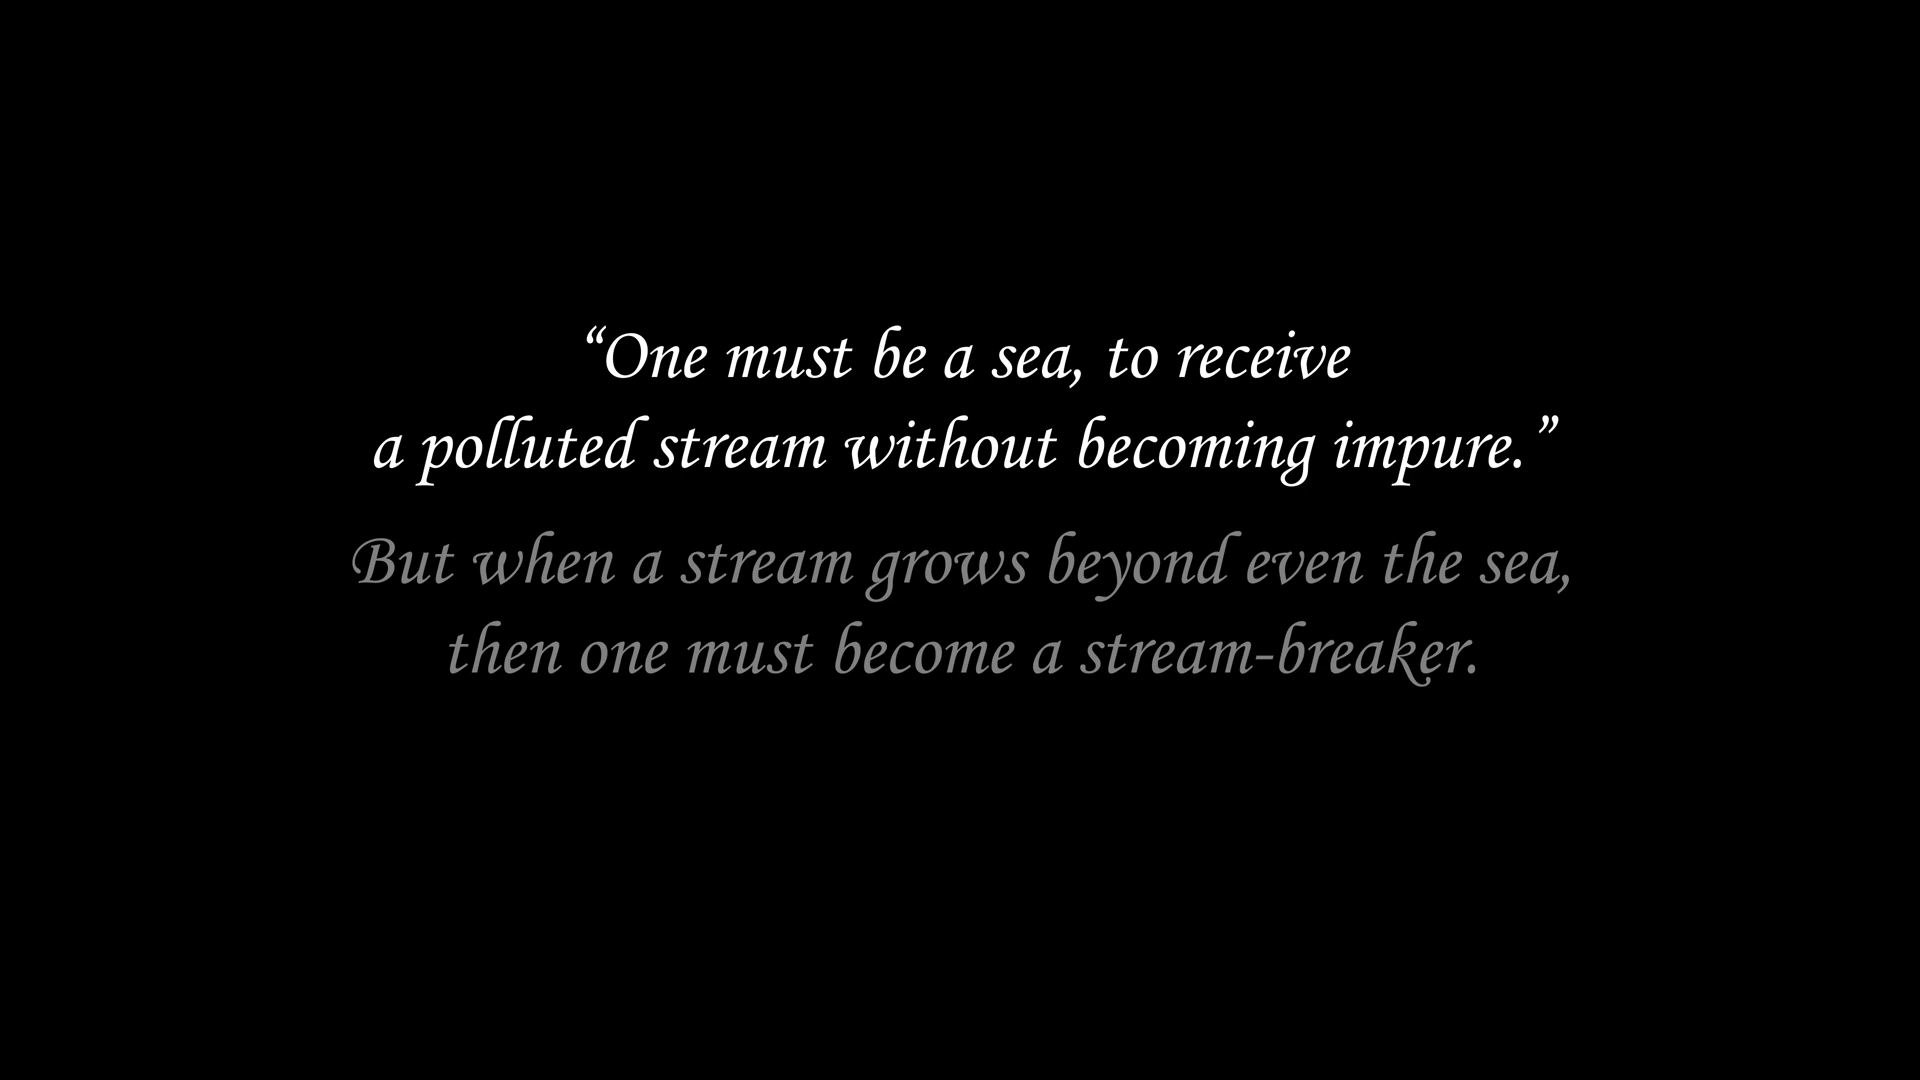 “One must be a sea, to receive
a polluted stream without becoming impure.”
But when a stream grows beyond even the sea,
then one must become a stream-breaker.